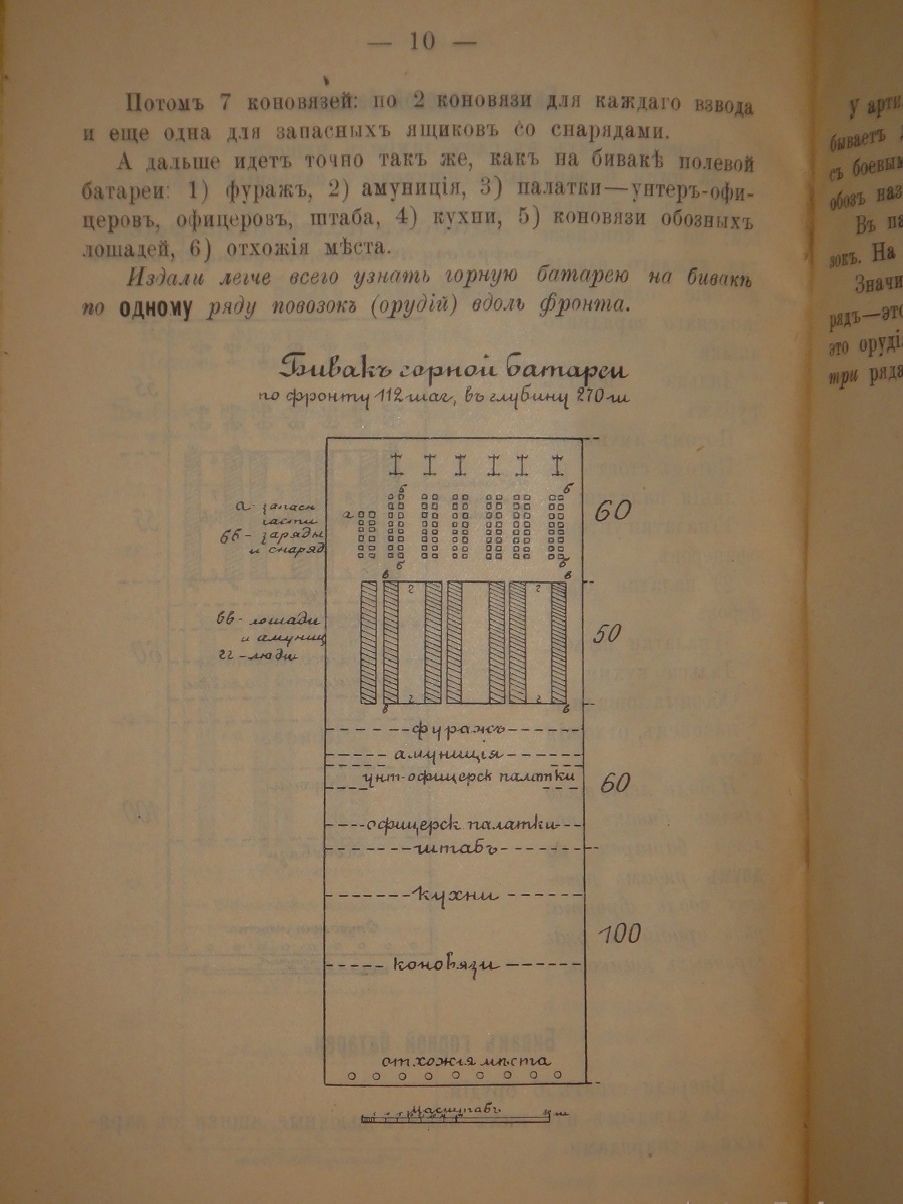 — 10 —
Потомъ 7 коновязей: по 2 коновязи для каждаго взвода
и еще одна для запасныхъ ящиковъ со снарядами.
А дальше идетъ точно такъ же, какъ на бивакѣ полевой
батареи: 1) фуражъ, 2) амуниція, 3) палатки—унтеръ-офи-
церовъ, офицеровъ, штаба, 4) кухни, 5) коновязи обозныхъ
лошадей, 6) отхожія мѣста.
Издали легче всего узнать горную батарею на бивакѣ
по одному ряду повозокъ (орудій) вдоль фронта.
Бивакъ горной батареи
по фронту 112 шаг, въ глубину 270 ш
б б
а- запасн
части
бб- заряды
и снаряд
а
б б
60
в в
г г
вв- лошади
и амуниц
гг- люди
50
г г
в в
фуражъ
амуниція
унт-офицерск палатки
60
офицерск палатки
штабъ
кухни
100
коновязи
отхожія мѣста
Масштабъ
У арти
бываетъ
съ боевым
обозъ наз
Въ па
зокъ. На
Значи
рядъ—это
это оруді
три ряда